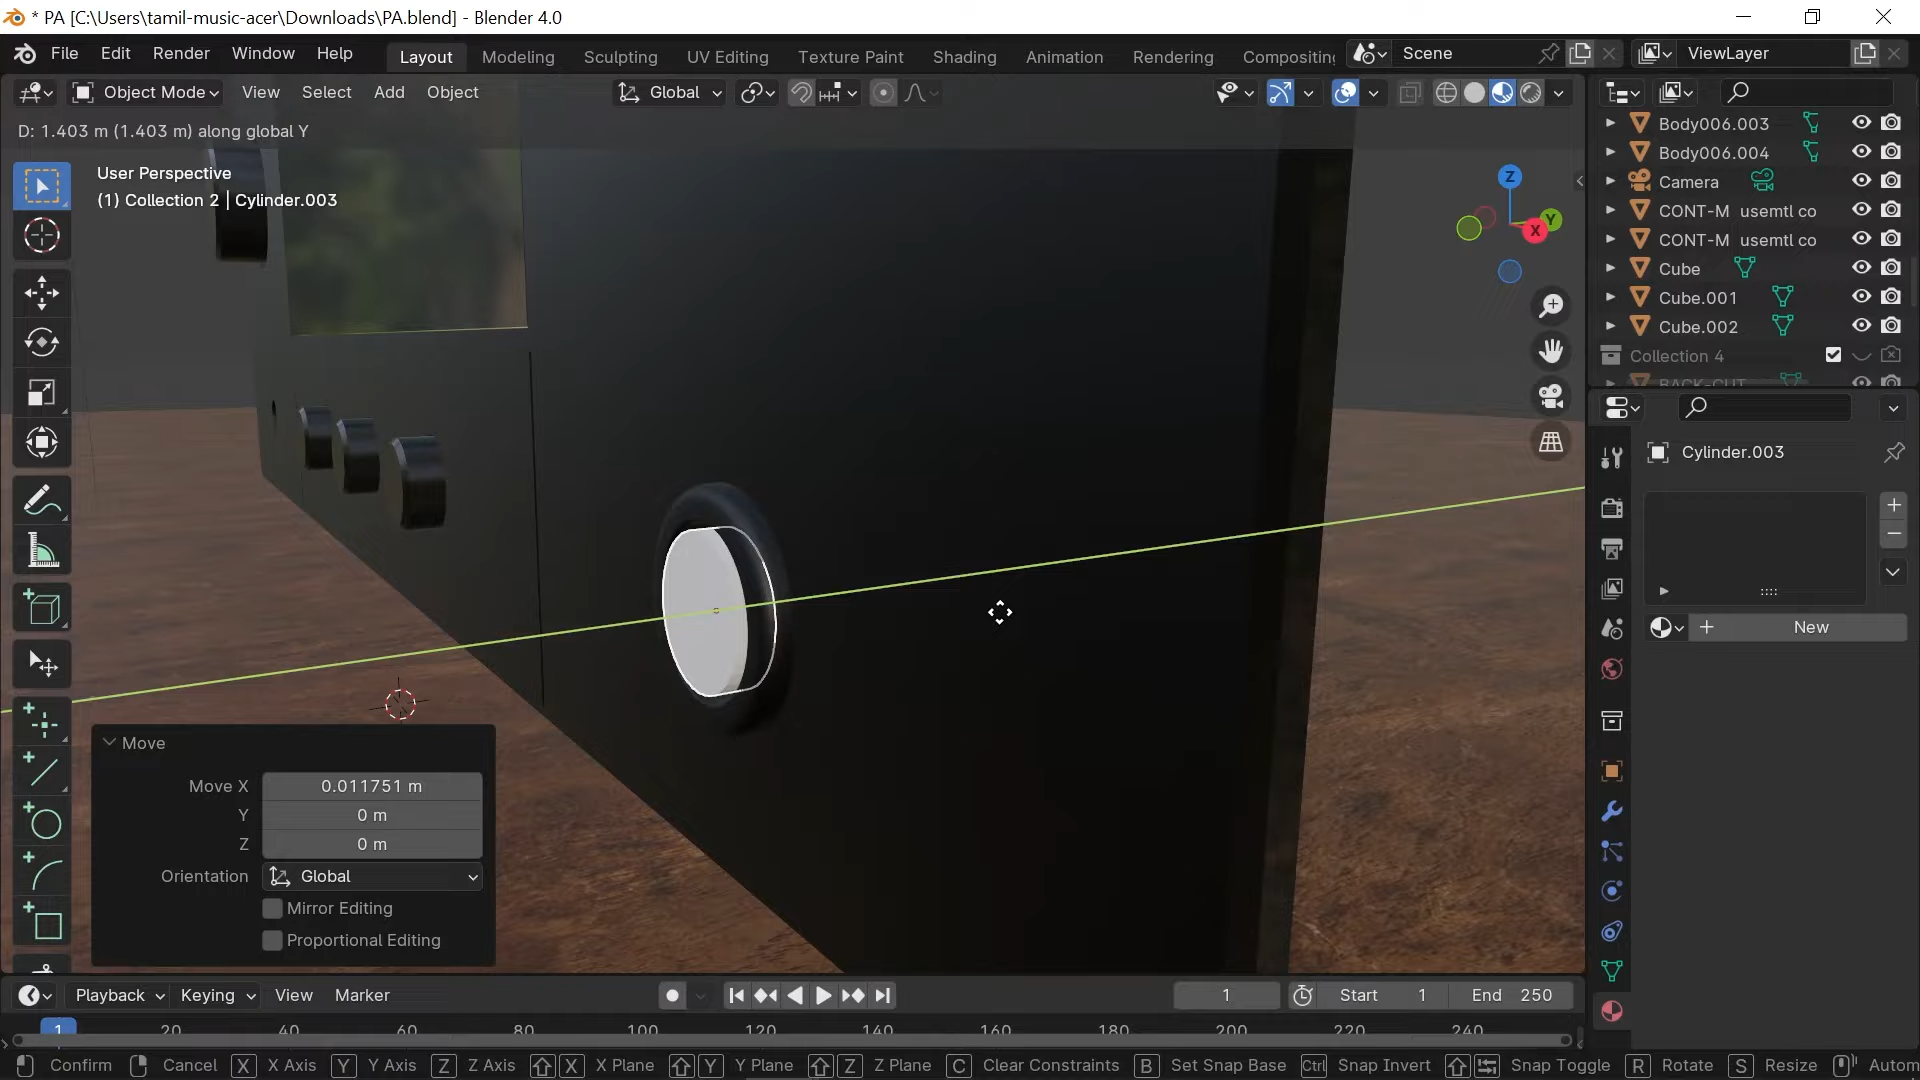 * PA [C:\Users\tamil-music-acer\Downloads\PA.blend] - Blender 4.0
File Edit Render Window Help
Layout Modeling Sculpting UV Editing Texture Paint Shading Animation Rendering Compositing
Scene
ViewLayer
Object Mode View Select Add Object
Global
D: 1.403 m (1.403 m) along global Y
User Perspective
(1) Collection 2 | Cylinder.003
Z
Y
X
Body006.003
Body006.004
Camera
CONT-M usemtl co
CONT-M usemtl co
Cube
Cube.001
Cube.002
Collection 4
BACK-CUT
Cylinder.003
New
Move
Move X 0.011751 m
Y 0 m
Z 0 m
Orientation Global
Mirror Editing
Proportional Editing
Playback Keying View Marker
1
Start 1
End 250
1 20 40 60 80 100 120 140 160 180 200 220 240
Confirm Cancel X X Axis Y Y Axis Z Z Axis X X Plane Y Y Plane Z Z Plane C Clear Constraints B Set Snap Base Ctrl Snap Invert Snap Toggle R Rotate S Resize Autom